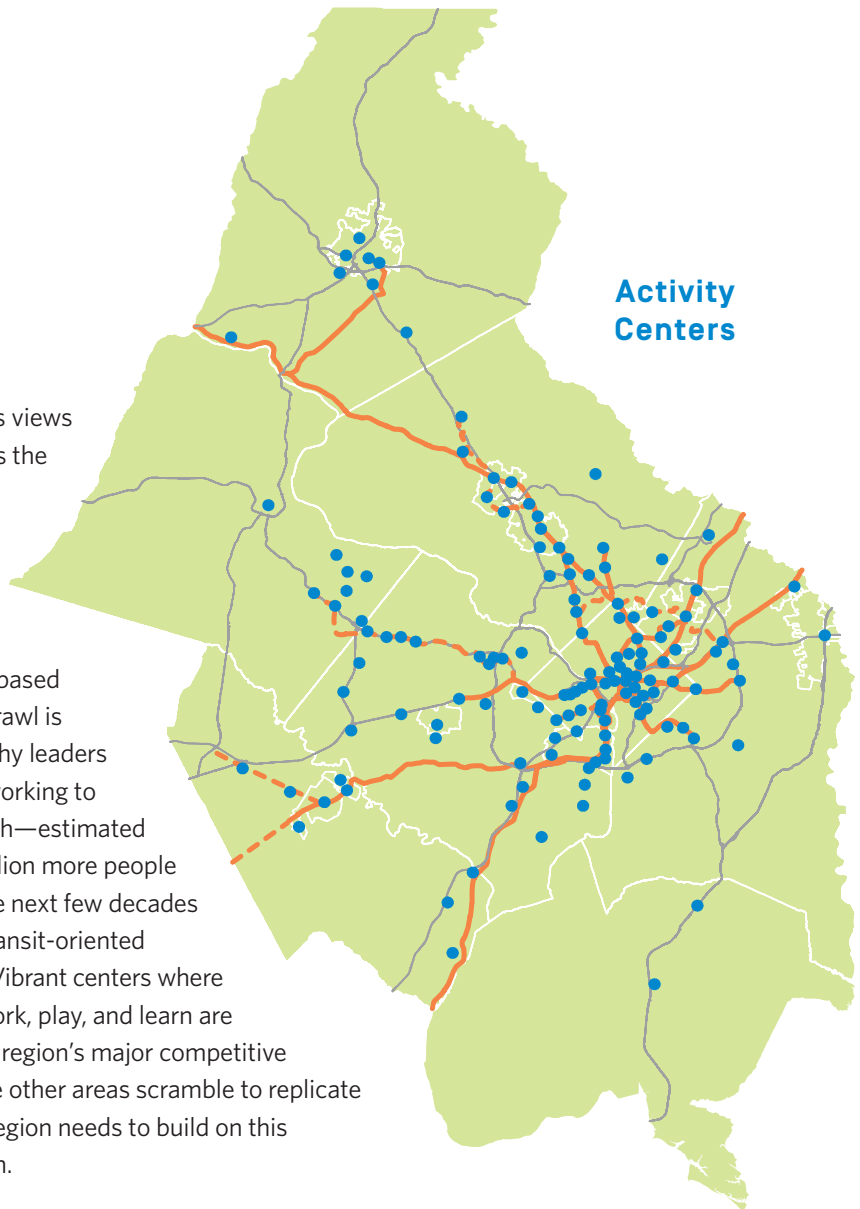 Activity
Centers
s views
s the
based
rawl is
hy leaders
vorking to
h—estimated
lion more people
e next few decades
ansit-oriented
Vibrant centers where
ork, play, and learn are
region's major competitive
e other areas scramble to replicate
egion needs to build on this
n.